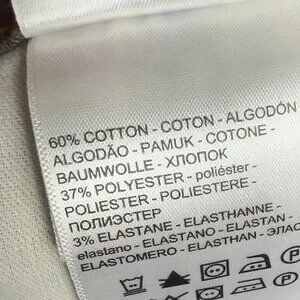 60% COTTON - COTON - ALGODÓN
ALGODÃO - PAMUK - COTONE -
BAUMWOLLE - ХЛОПОК
37% POLYESTER - poliéster -
POLIESTER - POLIESTERE -
ПОЛИЭСТЕР
3% ELASTANE - ELASTHANNE -
elastano - ELASTANO - ELASTAN -
ELASTOMERO - ELASTHAN - ЭЛАС